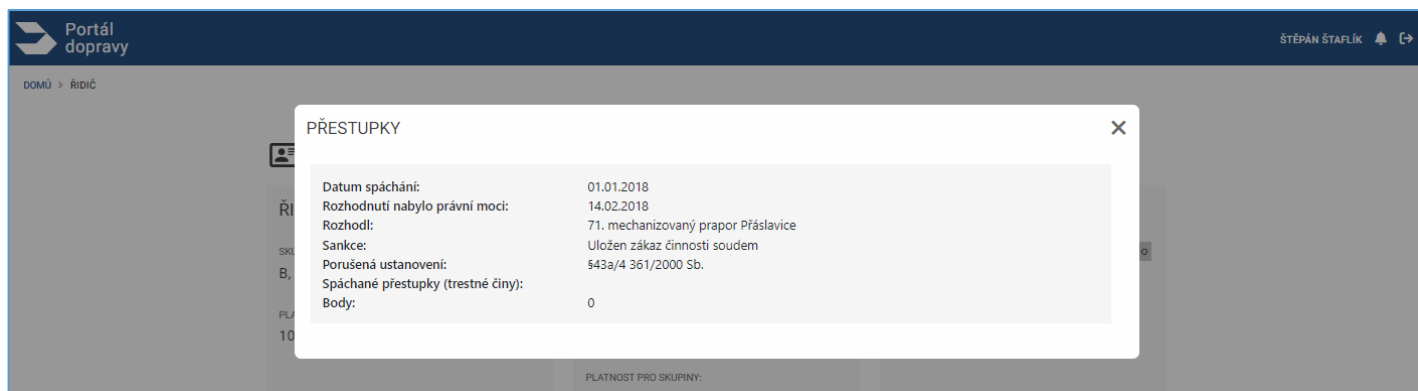 Portál
dopravy
ŠTĚPÁN ŠTAFLÍK
DOMŮ > ŘIDIČ
PŘESTUPKY
Datum spáchání: 01.01.2018
Rozhodnutí nabylo právní moci: 14.02.2018
Rozhodl: 71. mechanizovaný prapor Přáslavice
Sankce: Uložen zákaz činnosti soudem
Porušená ustanovení: §43a/4 361/2000 Sb.
Spáchané přestupky (trestné činy):
Body: 0
B,
10
PLATNOST PRO SKUPINY: